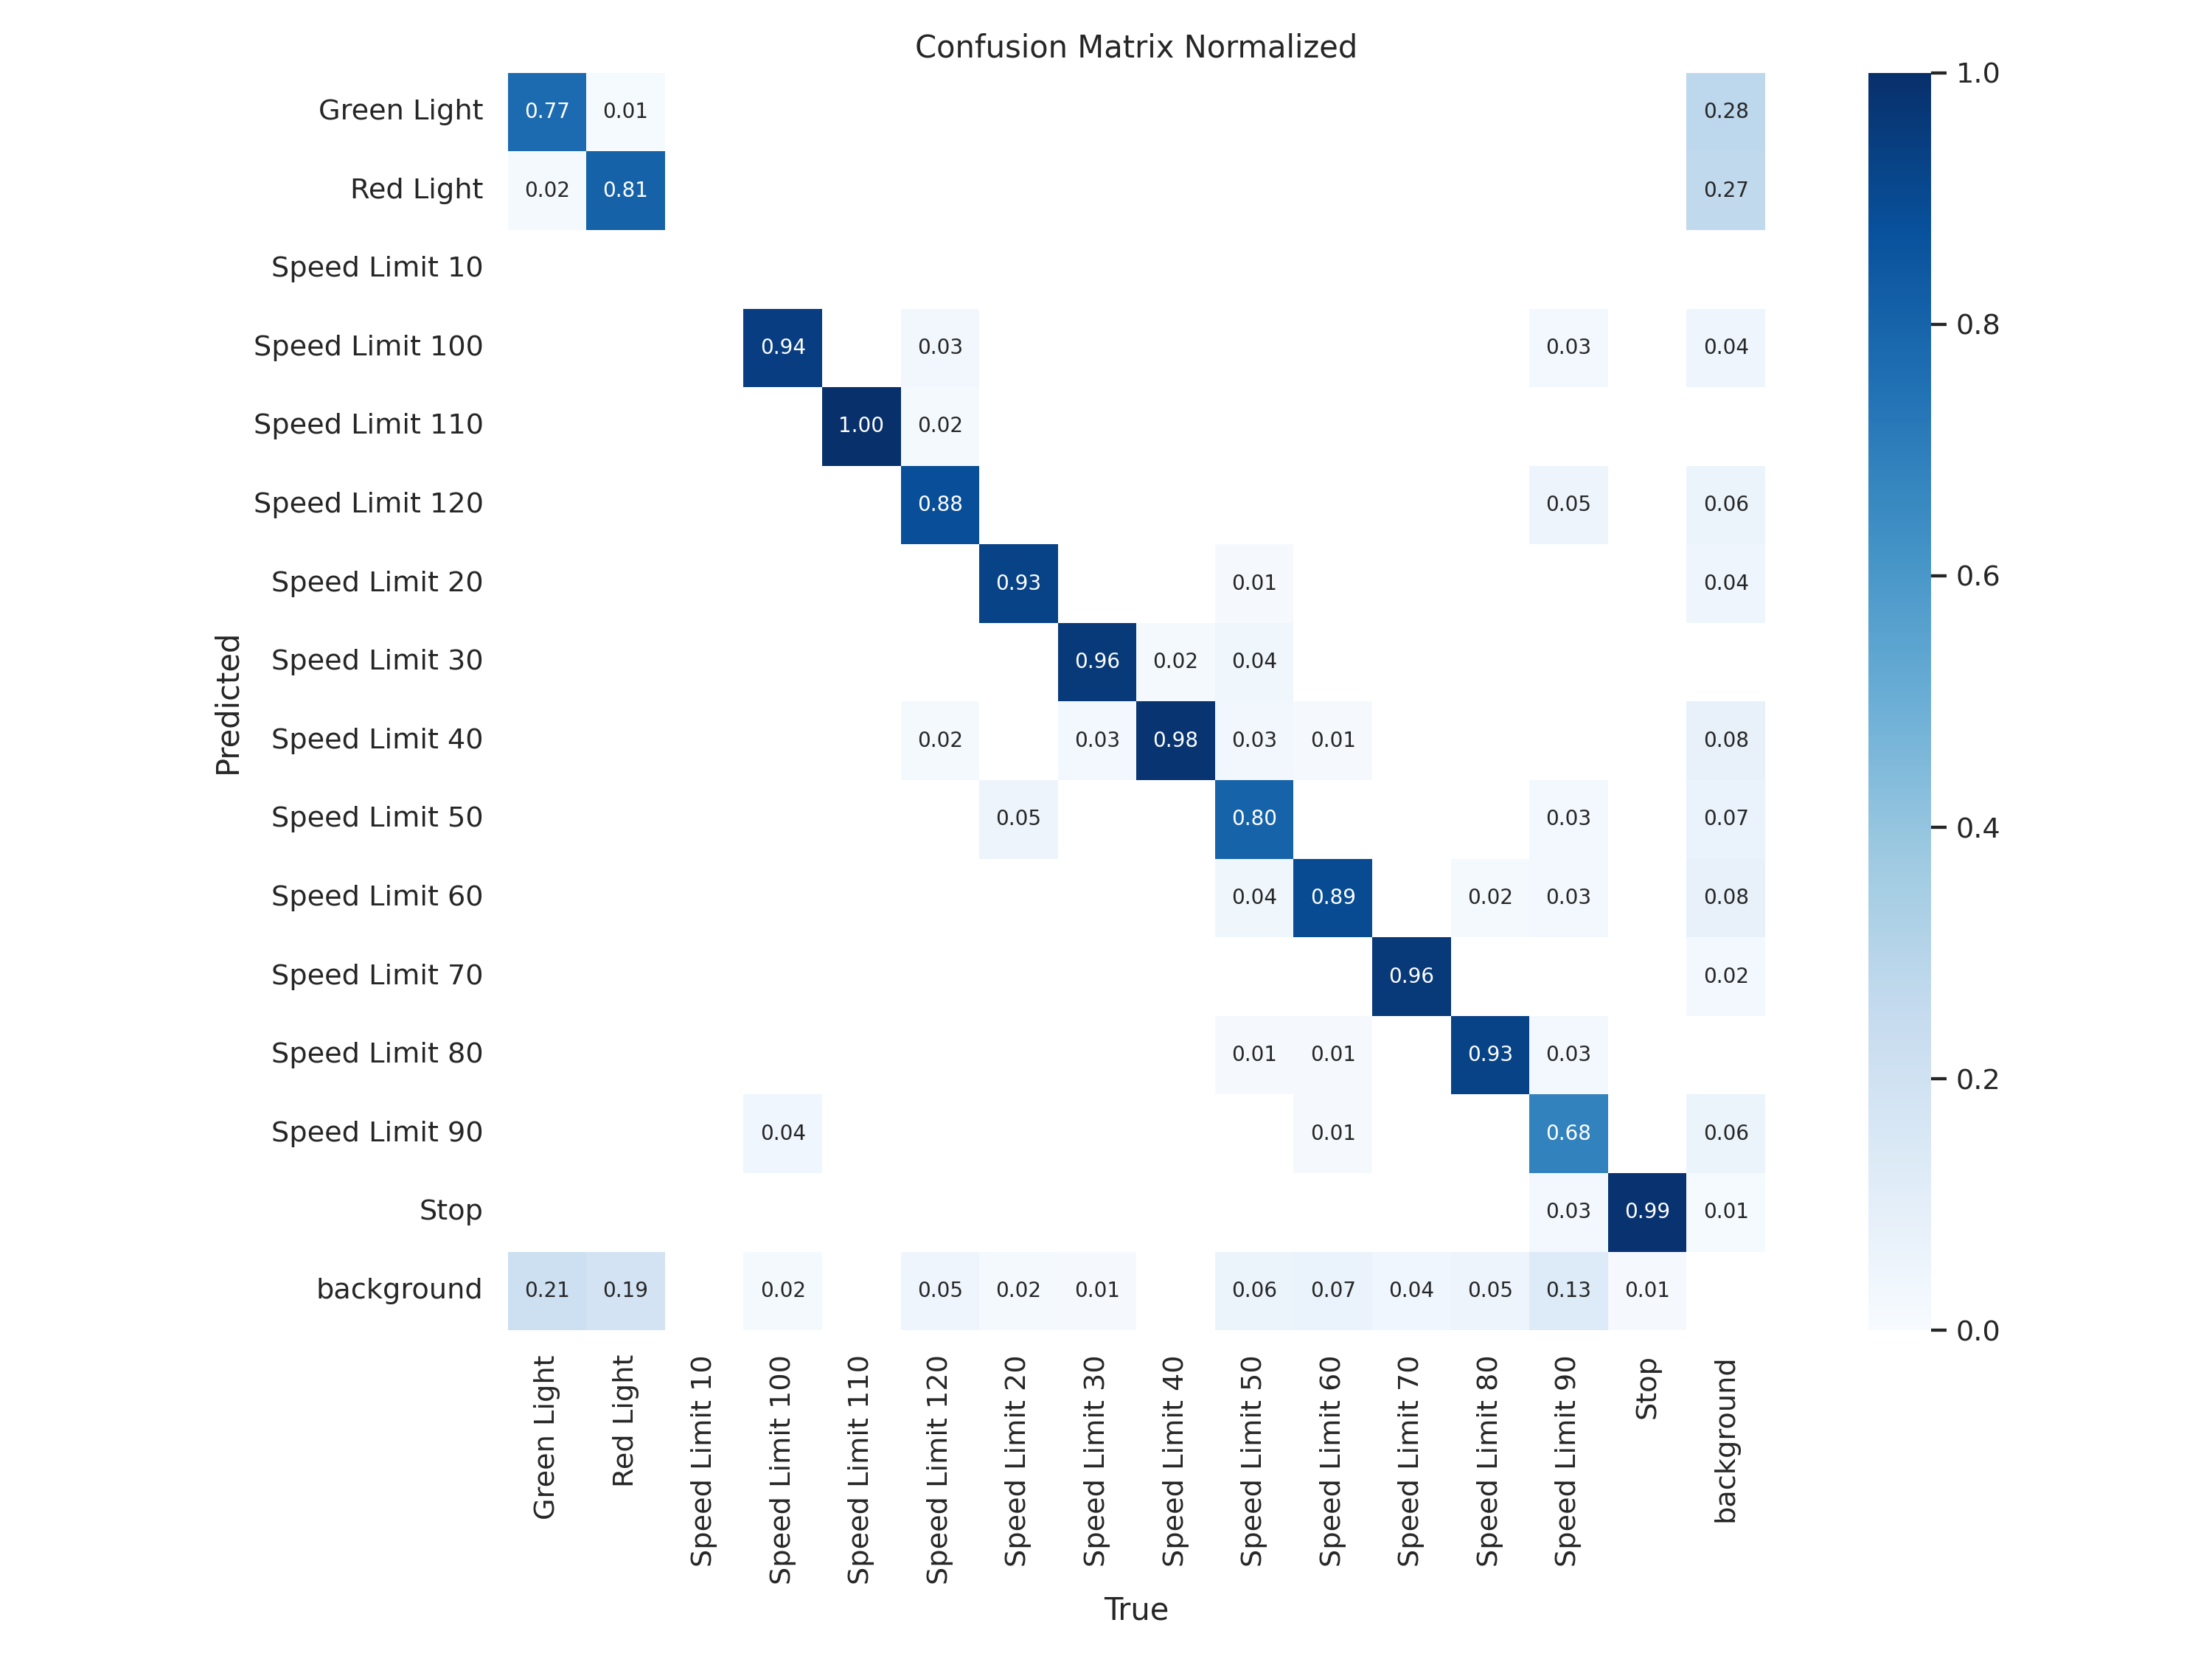 Confusion Matrix Normalized
Green Light 0.77 0.01 0.28 1.0
Red Light 0.02 0.81 0.27
Speed Limit 10
Speed Limit 100 0.94 0.03 0.03 0.04 0.8
Speed Limit 110 1.00 0.02
Speed Limit 120 0.88 0.05 0.06
Speed Limit 20 0.93 0.01 0.04 0.6
Speed Limit 30 0.96 0.02 0.04
Predicted
Speed Limit 40 0.02 0.03 0.98 0.03 0.01 0.08
Speed Limit 50 0.05 0.80 0.03 0.07 0.4
Speed Limit 60 0.04 0.89 0.02 0.03 0.08
Speed Limit 70 0.96 0.02
Speed Limit 80 0.01 0.01 0.93 0.03 0.2
Speed Limit 90 0.04 0.01 0.68 0.06
Stop 0.03 0.99 0.01
background 0.21 0.19 0.02 0.05 0.02 0.01 0.06 0.07 0.04 0.05 0.13 0.01 0.0
Green Light
Red Light
Speed Limit 10
Speed Limit 100
Speed Limit 110
Speed Limit 120
Speed Limit 20
Speed Limit 30
Speed Limit 40
Speed Limit 50
Speed Limit 60
Speed Limit 70
Speed Limit 80
Speed Limit 90
Stop
background
True